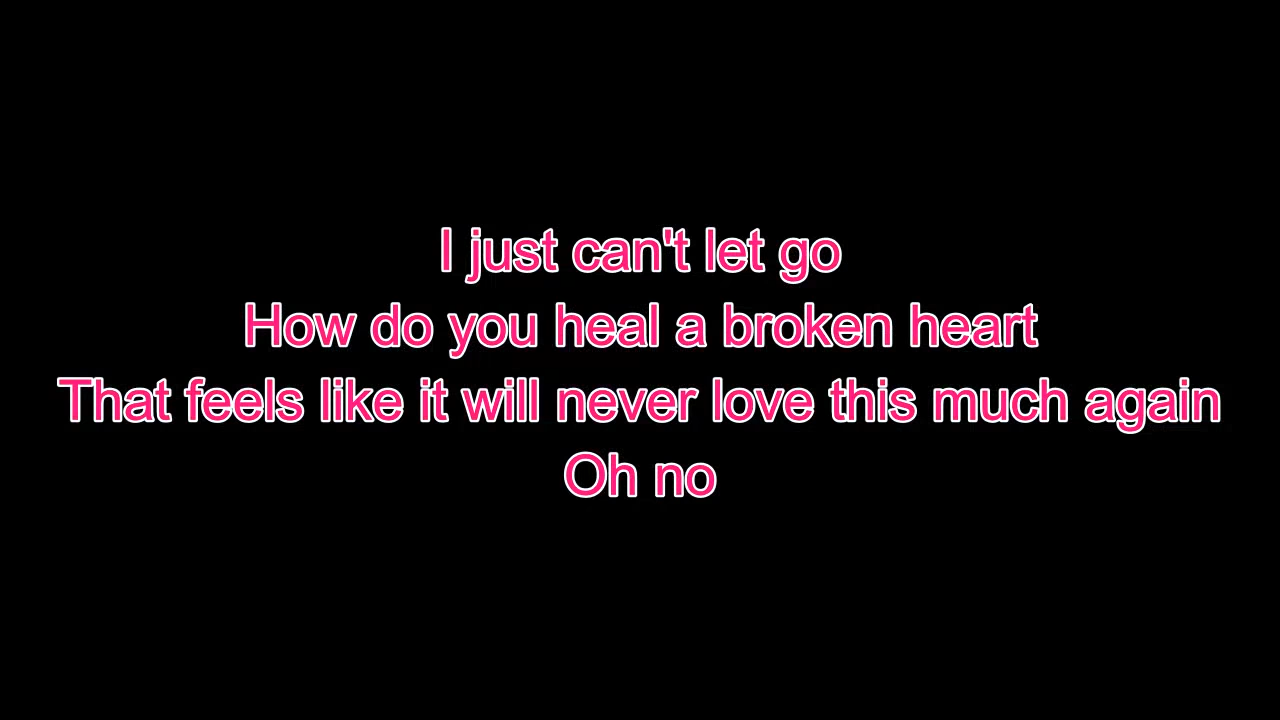 I just can't let go
How do you heal a broken heart
That feels like it will never love this much again
Oh no